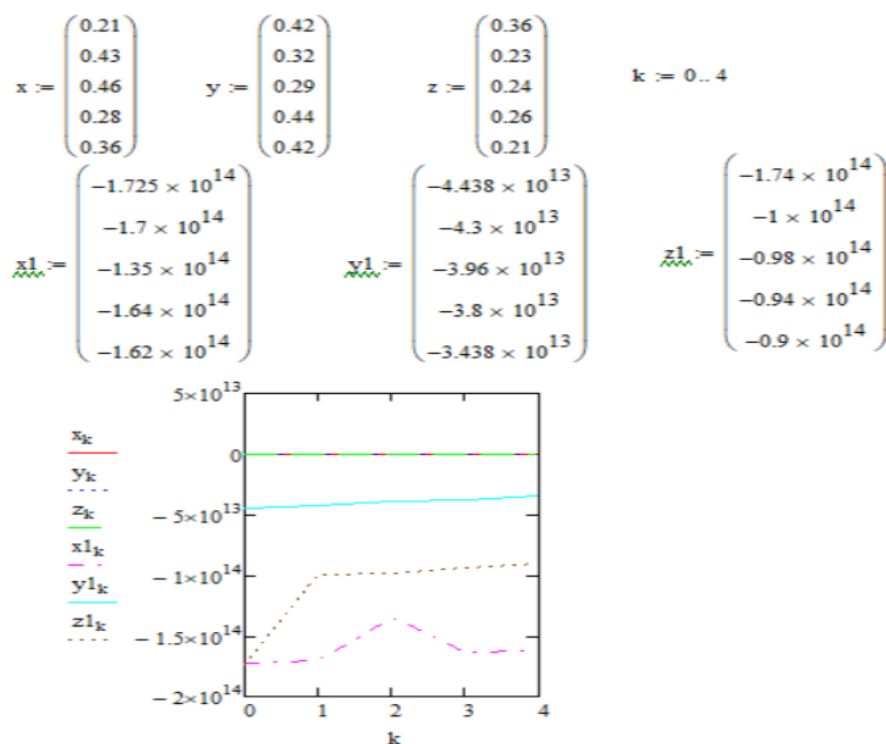 x := (0.21 0.43 0.46 0.28 0.36) y := (0.42 0.32 0.29 0.44 0.42) z := (0.36 0.23 0.24 0.26 0.21) k := 0.. 4
x1 := (−1.725 × 10^14 −1.7 × 10^14 −1.35 × 10^14 −1.64 × 10^14 −1.62 × 10^14) y1 := (−4.438 × 10^13 −4.3 × 10^13 −3.96 × 10^13 −3.8 × 10^13 −3.438 × 10^13) z1 := (−1.74 × 10^14 −1 × 10^14 −0.98 × 10^14 −0.94 × 10^14 −0.9 × 10^14)
x_k
y_k
z_k
x1_k
y1_k
z1_k
5×10^13
0
− 5×10^13
− 1×10^14
− 1.5×10^14
− 2×10^14
0 1 2 3 4
k